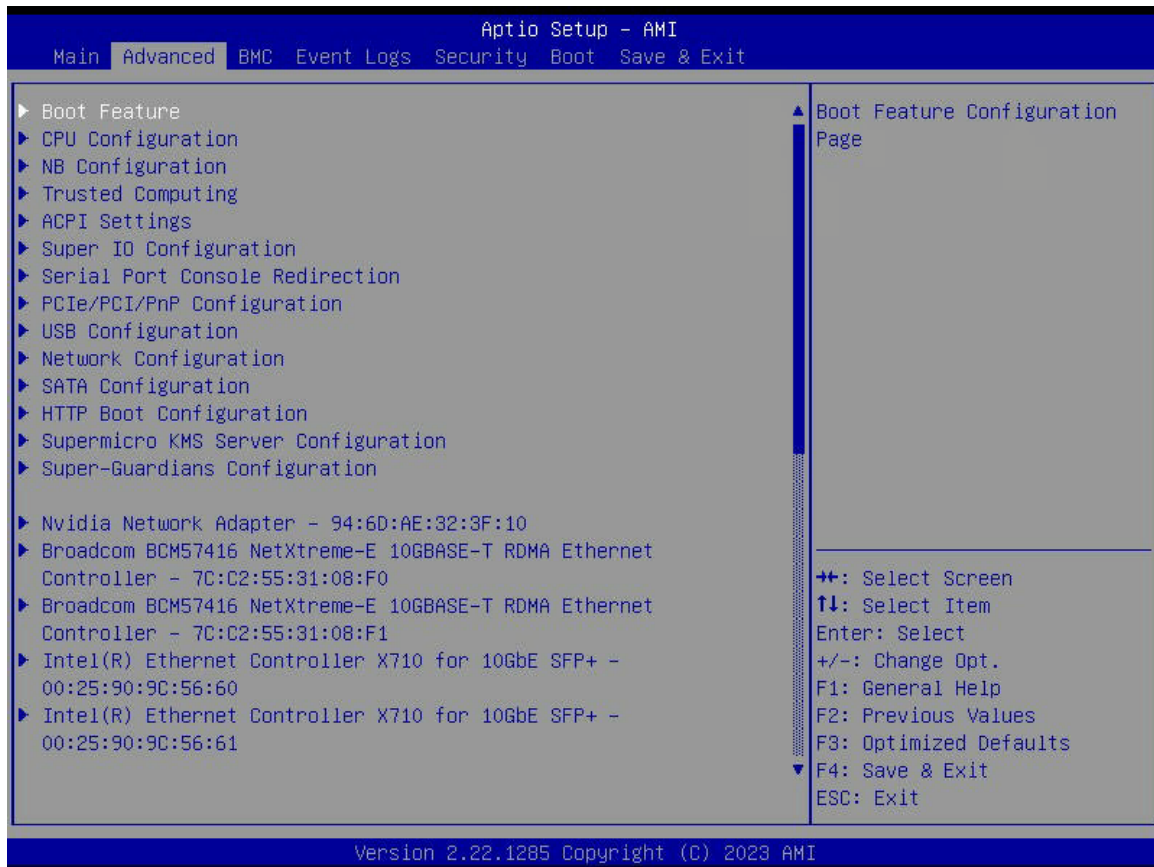 Aptio Setup – AMI
Main Advanced BMC Event Logs Security Boot Save & Exit
Boot Feature
CPU Configuration
NB Configuration
Trusted Computing
ACPI Settings
Super IO Configuration
Serial Port Console Redirection
PCIe/PCI/PnP Configuration
USB Configuration
Network Configuration
SATA Configuration
HTTP Boot Configuration
Supermicro KMS Server Configuration
Super-Guardians Configuration
Nvidia Network Adapter – 94:6D:AE:32:3F:10
Broadcom BCM57416 NetXtreme-E 10GBASE-T RDMA Ethernet
Controller – 7C:C2:55:31:08:F0
Broadcom BCM57416 NetXtreme-E 10GBASE-T RDMA Ethernet
Controller – 7C:C2:55:31:08:F1
Intel(R) Ethernet Controller X710 for 10GbE SFP+ –
00:25:90:9C:56:60
Intel(R) Ethernet Controller X710 for 10GbE SFP+ –
00:25:90:9C:56:61
Boot Feature Configuration
Page
→←: Select Screen
↑↓: Select Item
Enter: Select
+/-: Change Opt.
F1: General Help
F2: Previous Values
F3: Optimized Defaults
F4: Save & Exit
ESC: Exit
Version 2.22.1285 Copyright (C) 2023 AMI